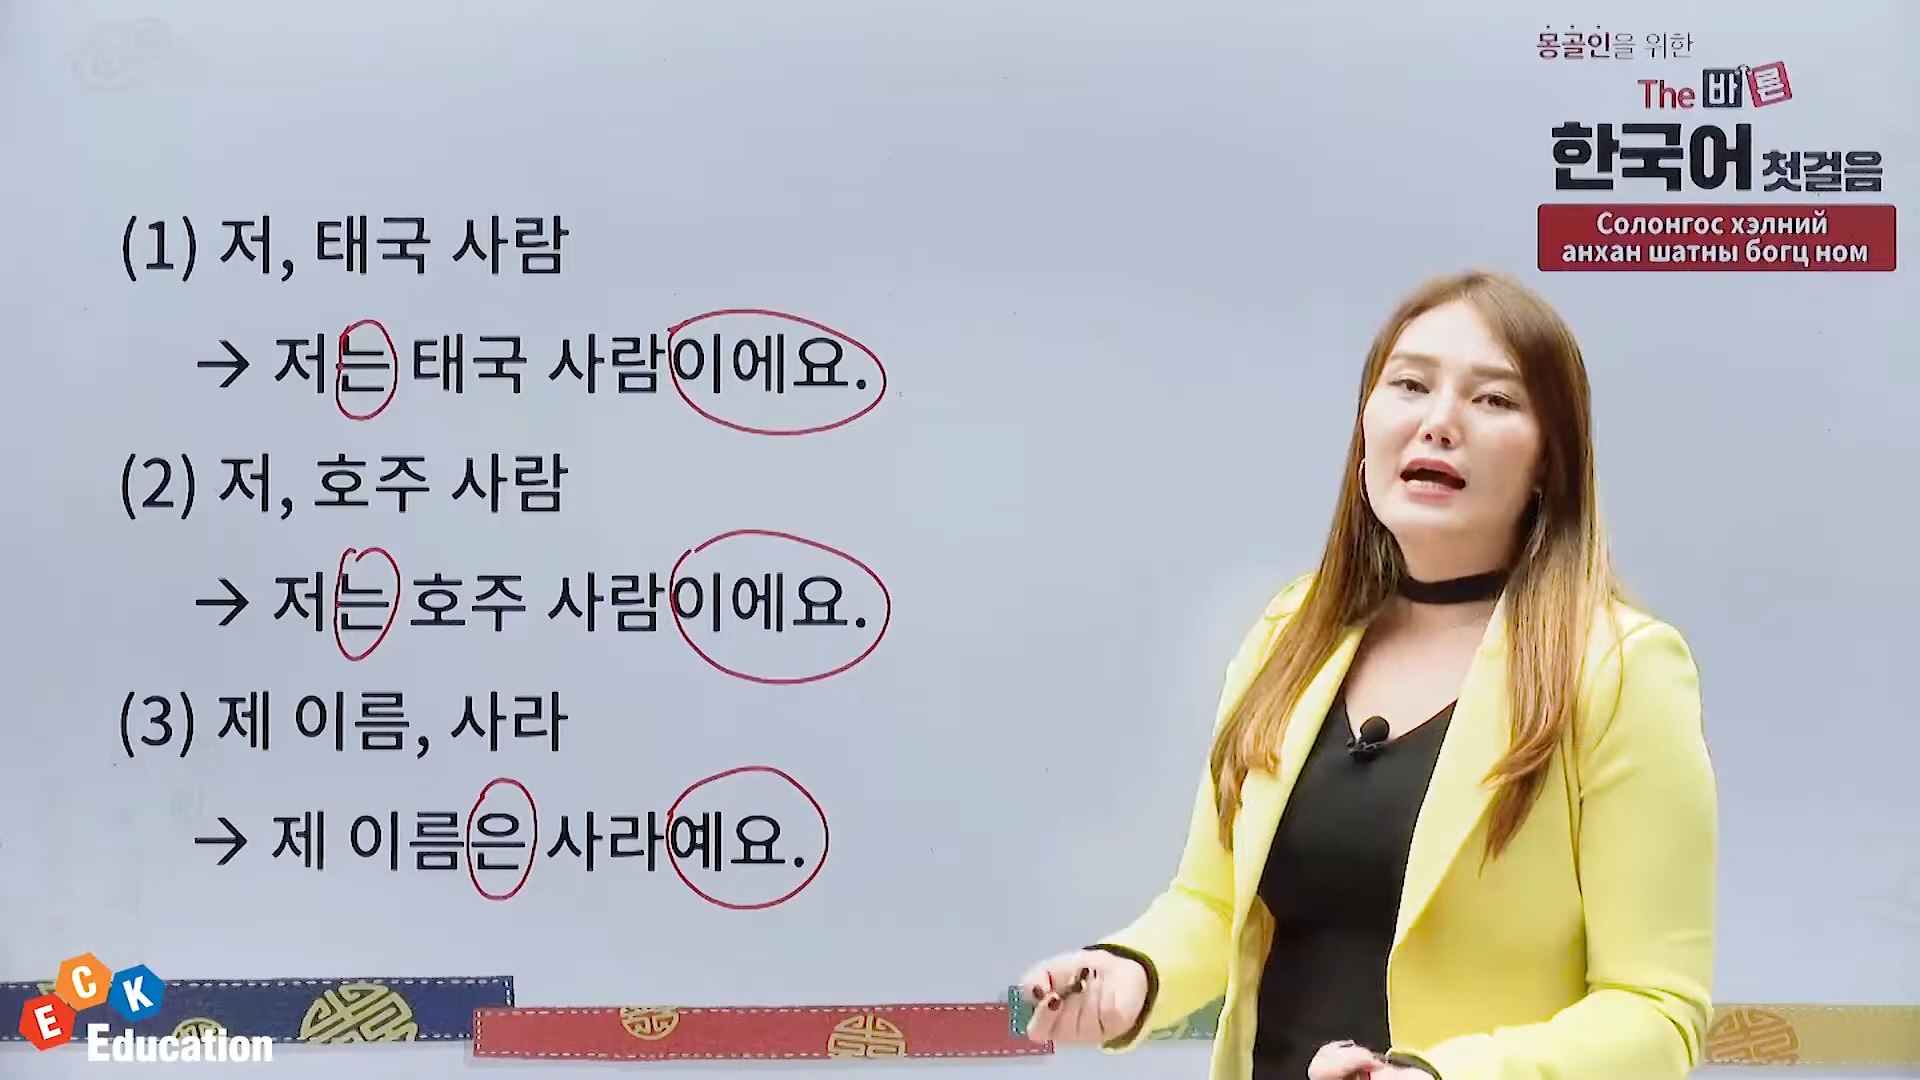 몽골인을 위한
The 바른
한국어 첫걸음
Солонгос хэлний
анхан шатны богц ном
(1) 저, 태국 사람
→ 저는 태국 사람이에요.
(2) 저, 호주 사람
→ 저는 호주 사람이에요.
(3) 제 이름, 사라
→ 제 이름은 사라예요.
ECK
Education